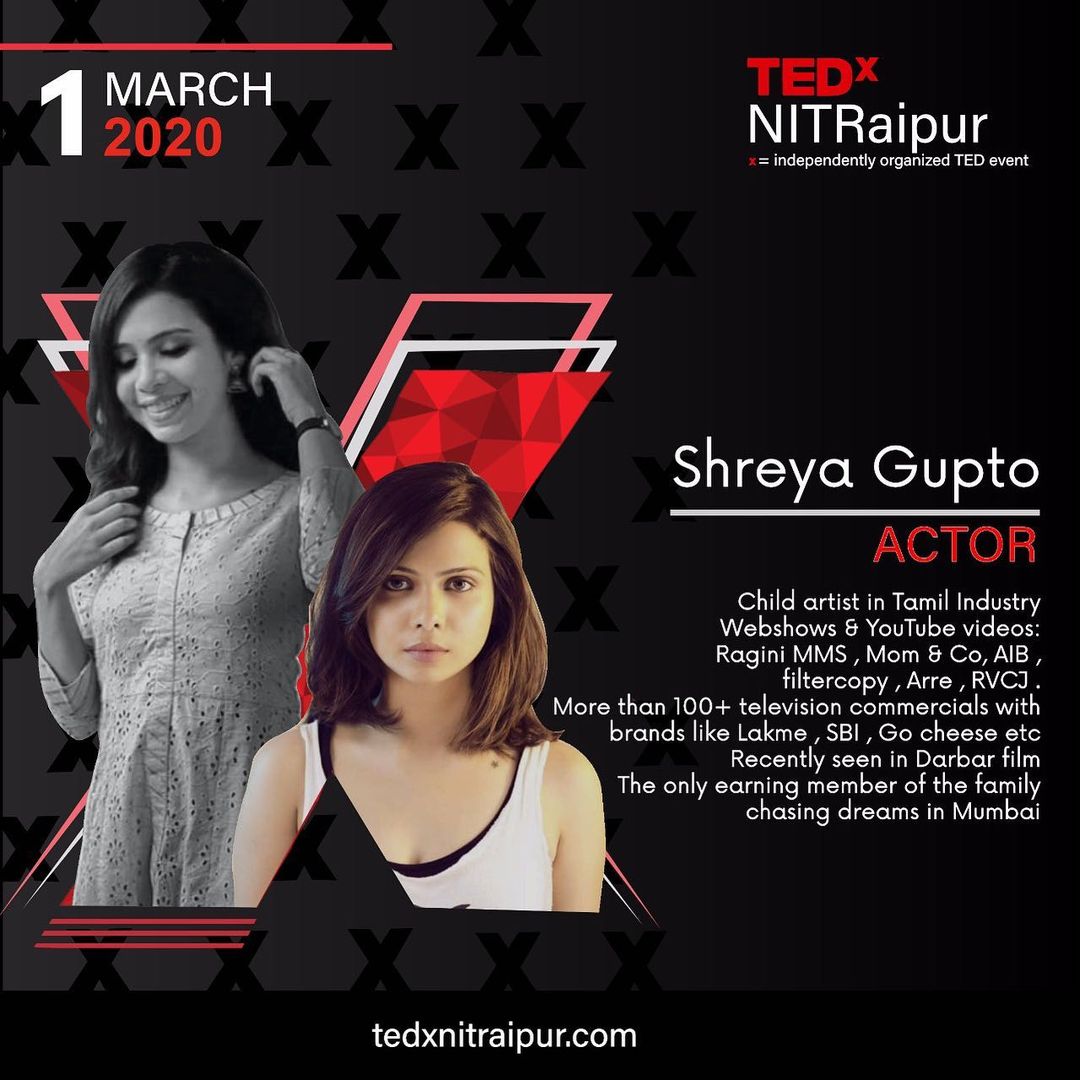 1 MARCH
2020
TEDx
NITRaipur
x = independently organized TED event
Shreya Gupto
ACTOR
Child artist in Tamil Industry
Webshows & YouTube videos:
Ragini MMS , Mom & Co, AIB ,
filtercopy , Arre , RVCJ .
More than 100+ television commercials with
brands like Lakme , SBI , Go cheese etc
Recently seen in Darbar film
The only earning member of the family
chasing dreams in Mumbai
tedxnitraipur.com